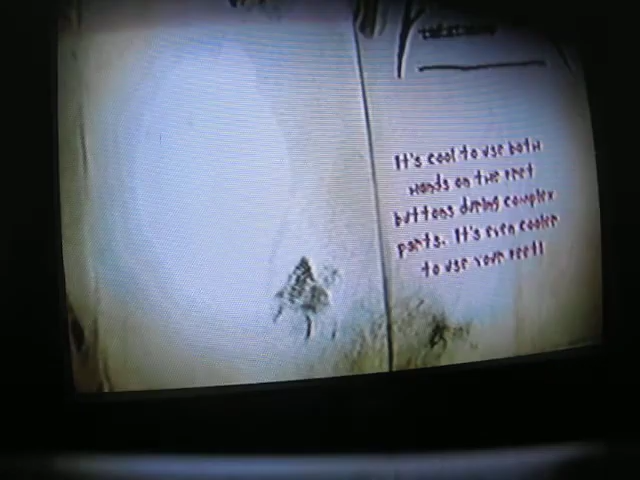 It's cool to use both
hands on the fret
buttons during complex
parts. It's even cooler
to use your feet!